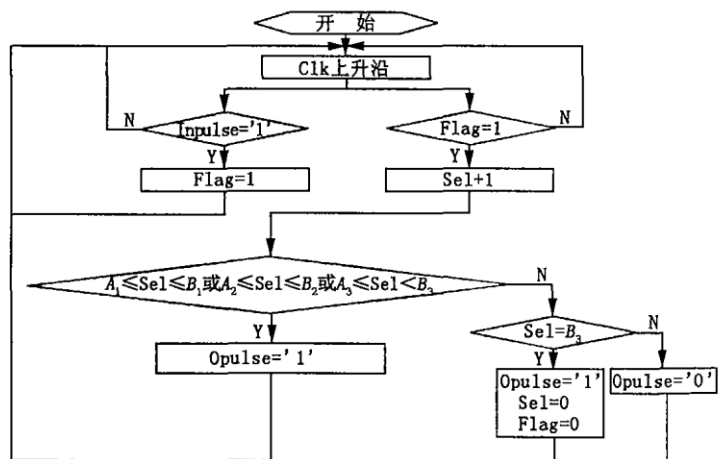 开 始
Clk上升沿
N
Inpulse='1'
Y
Flag=1
Flag=1
N
Y
Sel+1
A₁≤Sel≤B₁或A₂≤Sel≤B₂或A₃≤Sel<B₃
N
Y
Opulse='1'
Sel=B₃
N
Y
Opulse='1'
Sel=0
Flag=0
Opulse='0'